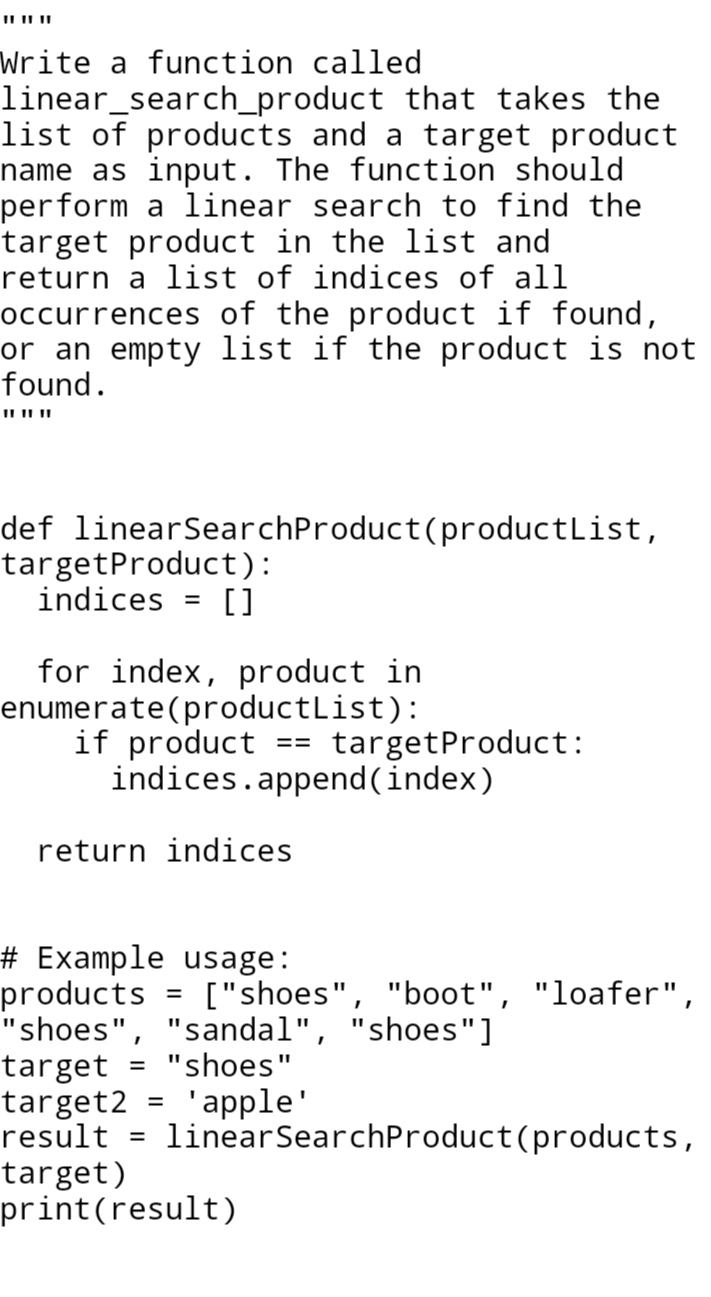 """
Write a function called
linear_search_product that takes the
list of products and a target product
name as input. The function should
perform a linear search to find the
target product in the list and
return a list of indices of all
occurrences of the product if found,
or an empty list if the product is not
found.
"""
def linearSearchProduct(productList,
targetProduct):
  indices = []
  for index, product in
enumerate(productList):
    if product == targetProduct:
      indices.append(index)
  return indices
# Example usage:
products = ["shoes", "boot", "loafer",
"shoes", "sandal", "shoes"]
target = "shoes"
target2 = 'apple'
result = linearSearchProduct(products,
target)
print(result)